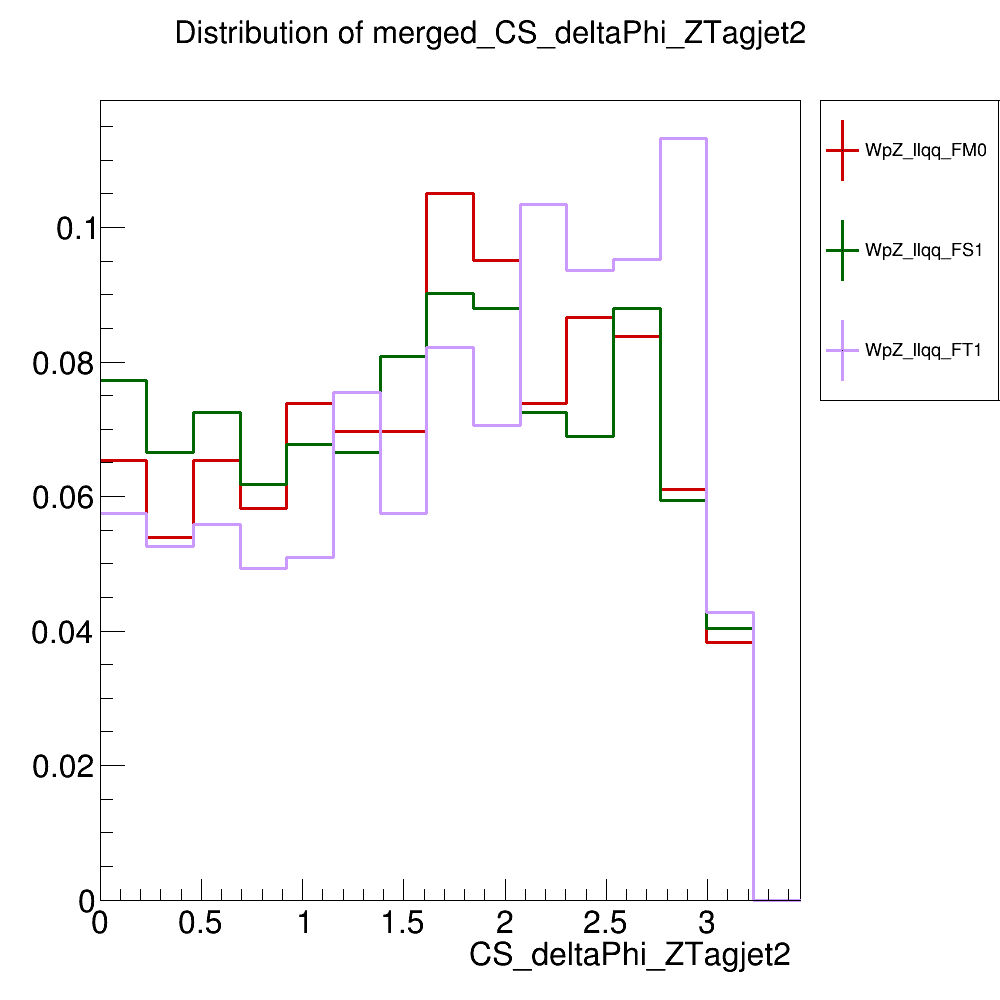 Distribution of merged_CS_deltaPhi_ZTagjet2
WpZ_llqq_FM0
WpZ_llqq_FS1
WpZ_llqq_FT1
0.1
0.08
0.06
0.04
0.02
0
0 0.5 1 1.5 2 2.5 3
CS_deltaPhi_ZTagjet2